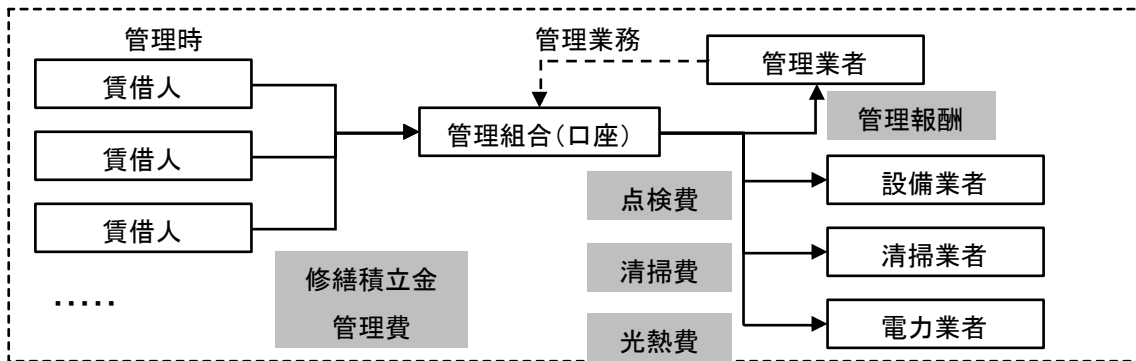 管理時
管理業務
管理業者
賃借人
管理報酬
管理組合(口座)
賃借人
設備業者
点検費
賃借人
清掃業者
清掃費
修繕積立金
管理費
.....
電力業者
光熱費